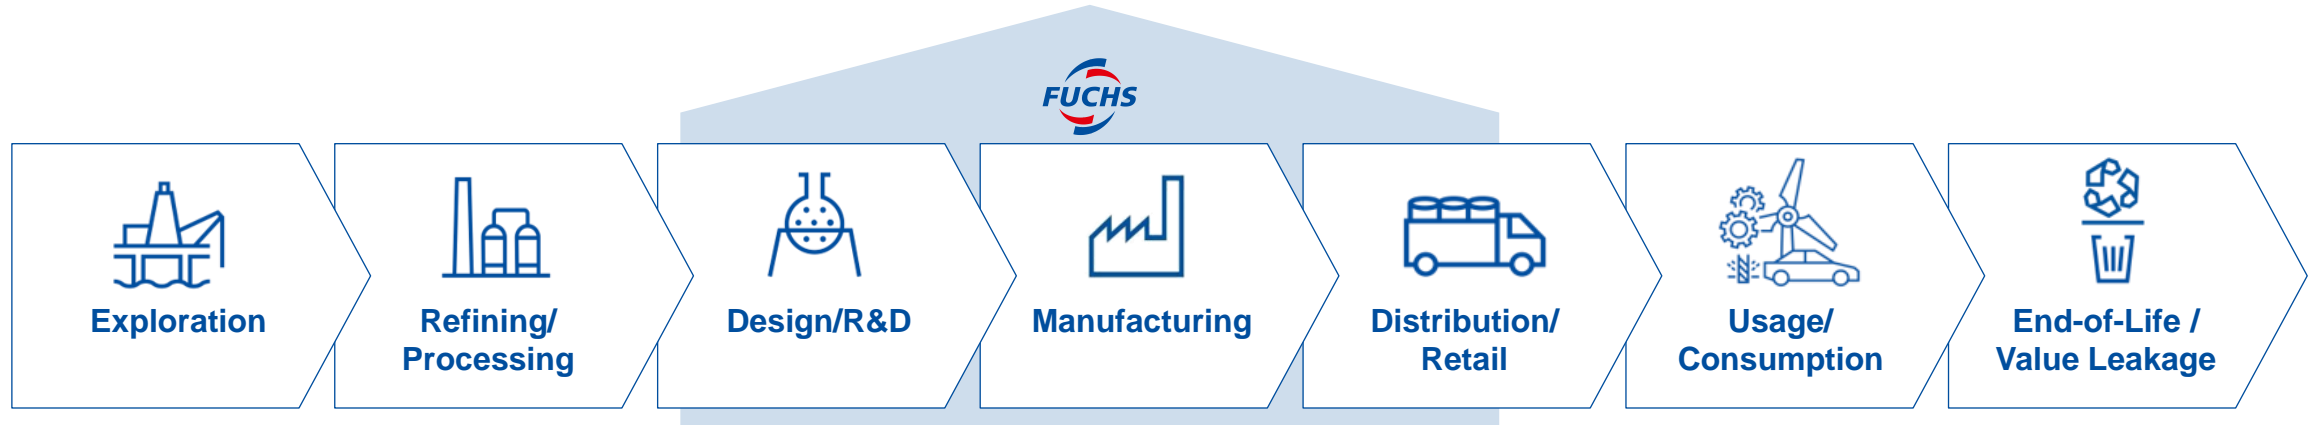 FUCHS
Exploration
Refining/
Processing
Design/R&D
Manufacturing
Distribution/
Retail
Usage/
Consumption
End-of-Life /
Value Leakage